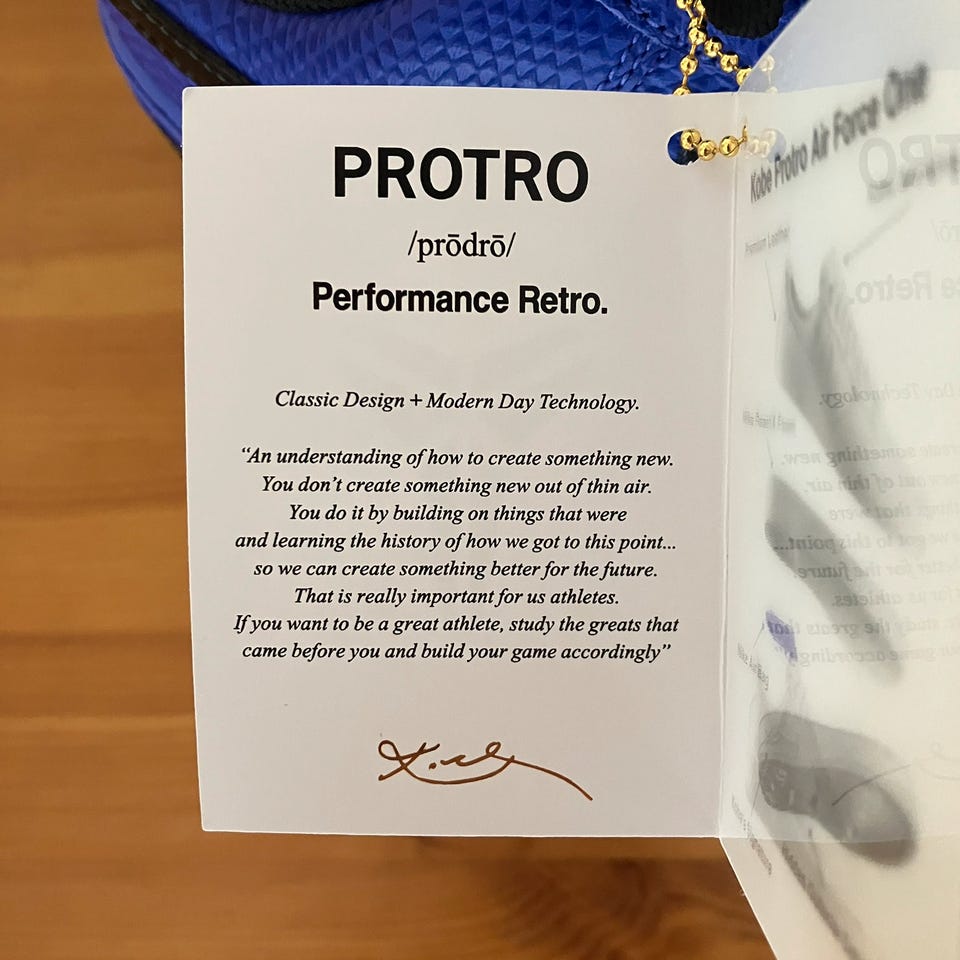 PROTRO
/prōdrō/
Performance Retro.
Classic Design + Modern Day Technology.
“An understanding of how to create something new.
You don’t create something new out of thin air.
You do it by building on things that were
and learning the history of how we got to this point...
so we can create something better for the future.
That is really important for us athletes.
If you want to be a great athlete, study the greats that
came before you and build your game accordingly”
Kobe Protro Air Force One